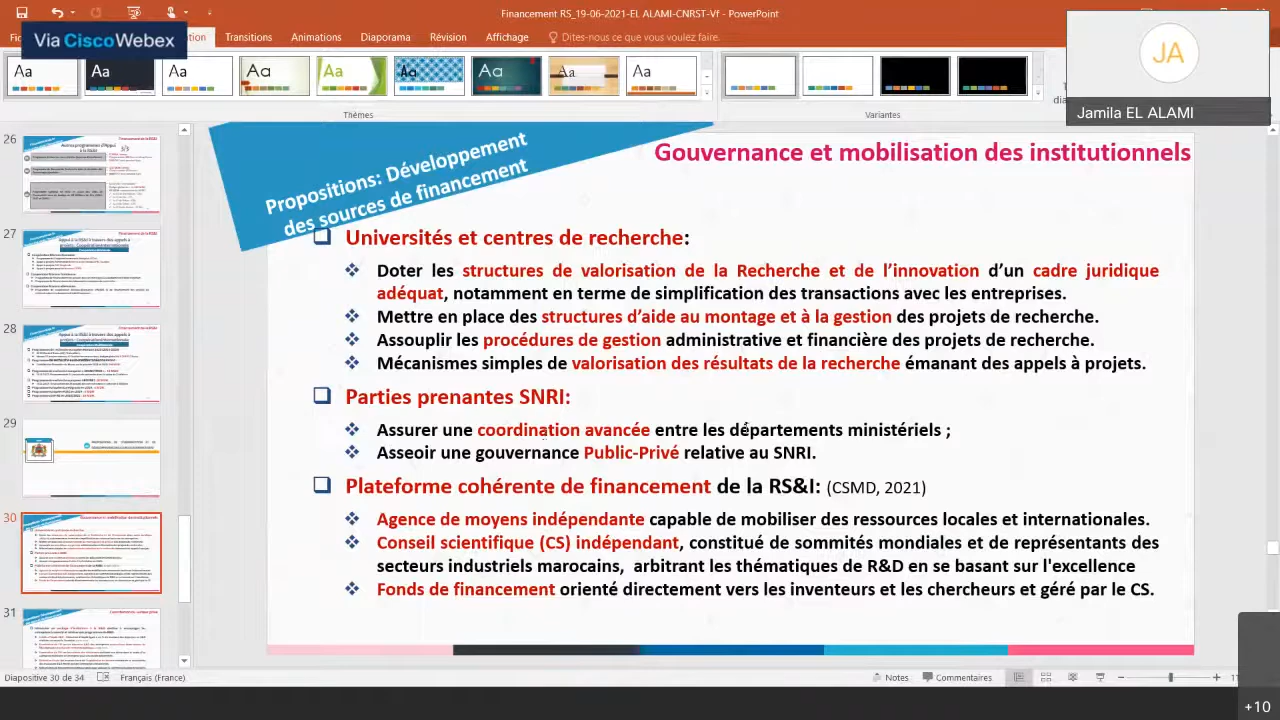 Financement RS_19-06-2021-EL ALAMI-CNRST-Vf - PowerPoint
Via CiscoWebex
Transitions Animations Diaporama Révision Affichage Dites-nous ce que vous voulez faire.
JA
Jamila EL ALAMI
Aa Aa Aa Aa Aa Aa Aa Aa Aa
Thèmes Variantes
26
27
28
29
30
31
Propositions: Développement
des sources de financement
Gouvernance et mobilisation des institutionnels
Universités et centres de recherche:
Doter les structures de valorisation de la recherche et de l'innovation d'un cadre juridique
adéquat, notamment en terme de simplification des transactions avec les entreprises.
Mettre en place des structures d'aide au montage et à la gestion des projets de recherche.
Assouplir les procédures de gestion administrative et financière des projets de recherche.
Mécanismes simples de valorisation des résultats de la recherche émanant des appels à projets.
Parties prenantes SNRI:
Assurer une coordination avancée entre les départements ministériels ;
Asseoir une gouvernance Public-Privé relative au SNRI.
Plateforme cohérente de financement de la RS&I: (CSMD, 2021)
Agence de moyens indépendante capable de mobiliser des ressources locales et internationales.
Conseil scientifique (CS) indépendant, constitué de sommités mondiales et de représentants des
secteurs industriels marocains, arbitrant les thématiques de R&D en se basant sur l'excellence
Fonds de financement orienté directement vers les inventeurs et les chercheurs et géré par le CS.
Diapositive 30 de 34 Français (France) Notes Commentaires
+10